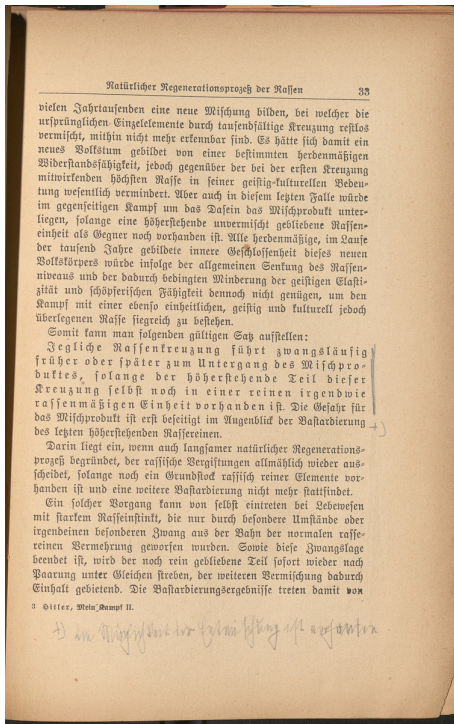 Natürlicher Regenerationsprozeß der Rassen 33
vielen Jahrtausenden eine neue Mischung bilden, bei welcher die
ursprünglichen Einzelelemente durch tausendfältige Kreuzung restlos
vermischt, mithin nicht mehr erkennbar sind. Es hätte sich damit ein
neues Volkstum gebildet von einer bestimmten herdenmäßigen
Widerstandsfähigkeit, jedoch gegenüber der bei der ersten Kreuzung
mitwirkenden höchsten Rasse in seiner geistig-kulturellen Bedeu-
tung wesentlich vermindert. Aber auch in diesem letzten Falle würde
im gegenseitigen Kampf um das Dasein das Mischprodukt unter-
liegen, solange eine höherstehende unvermischt gebliebene Rassen-
einheit als Gegner noch vorhanden ist. Alle herdenmäßige, im Laufe
der tausend Jahre gebildete innere Geschlossenheit dieses neuen
Volkskörpers würde infolge der allgemeinen Senkung des Rassen-
niveaus und der dadurch bedingten Minderung der geistigen Elasti-
zität und schöpferischen Fähigkeit dennoch nicht genügen, um den
Kampf mit einer ebenso einheitlichen, geistig und kulturell jedoch
überlegenen Rasse siegreich zu bestehen.
Somit kann man folgenden gültigen Satz aufstellen:
Jegliche Rassenkreuzung führt zwangsläufig
früher oder später zum Untergang des Mischpro-
duktes, solange der höherstehende Teil dieser
Kreuzung selbst noch in einer reinen irgendwie
rassenmäßigen Einheit vorhanden ist. Die Gefahr für
das Mischprodukt ist erst beseitigt im Augenblick der Bastardierung
des letzten höherstehenden Rassereinen. +)
Darin liegt ein, wenn auch langsamer natürlicher Regenerations-
prozeß begründet, der rassische Vergiftungen allmählich wieder aus-
scheidet, solange noch ein Grundstock rassisch reiner Elemente vor-
handen ist und eine weitere Bastardierung nicht mehr stattfindet.
Ein solcher Vorgang kann von selbst eintreten bei Lebewesen
mit starkem Rasseinstinkt, die nur durch besondere Umstände oder
irgendeinen besonderen Zwang aus der Bahn der normalen rasse-
reinen Vermehrung geworfen wurden. Sowie diese Zwangslage
beendet ist, wird der noch rein gebliebene Teil sofort wieder nach
Paarung unter Gleichen streben, der weiteren Vermischung dadurch
Einhalt gebietend. Die Bastardierungsergebnisse treten damit von
3 Hitler, Mein Kampf II.
+) die Möglichkeit der ist vorhanden.